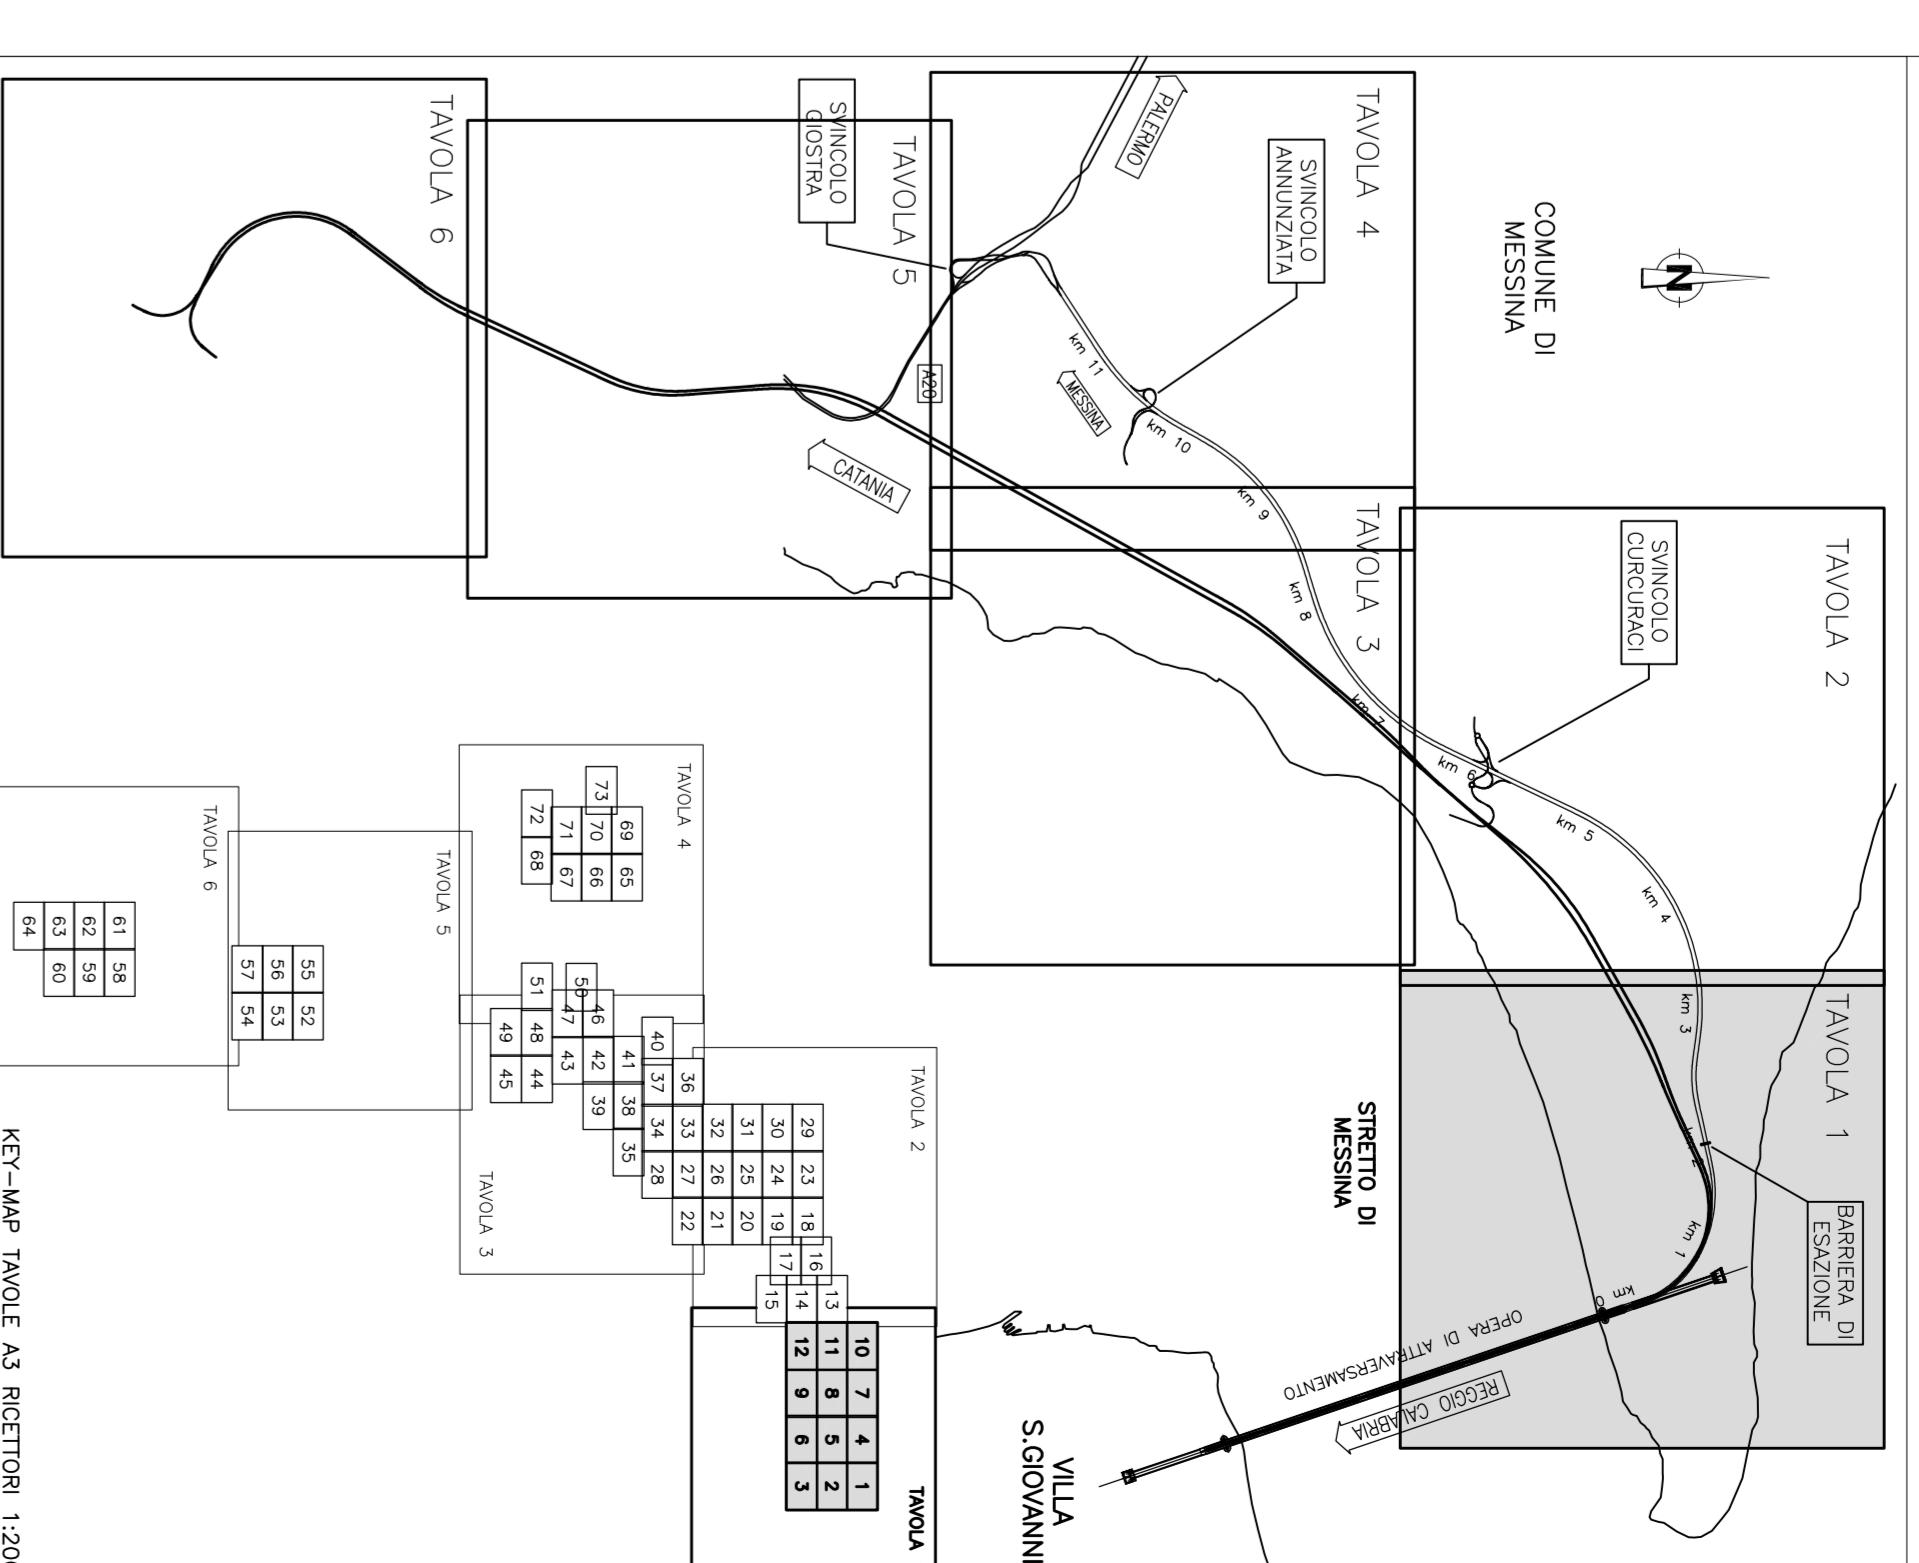 COMUNE DI
MESSINA
N
TAVOLA 2
SVINCOLO
CURCURACI
TAVOLA 1
BARRIERA DI
ESAZIONE
TAVOLA 4
SVINCOLO
ANNUNZIATA
PALERMO
TAVOLA 3
MESSINA
km 11
km 10
km 9
km 8
km 7
km 6
km 5
km 4
km 3
km 2
km 1
km 0
OPERA DI ATTRAVERSAMENTO
REGGIO CALABRIA
STRETTO DI
MESSINA
VILLA
S.GIOVANNI
TAVOLA 5
SVINCOLO
GIOSTRA
A20
CATANIA
TAVOLA 6
TAVOLA
10 7 4 1
11 8 5 2
12 9 6 3
13
14
15
16
17
TAVOLA 2
29 23 18
30 24 19
31 25 20
32 26 21
33 27 22
34 28
36
37
40
35
TAVOLA 3
38
39
41
42
43
46
47
50
51
48 44
49 45
TAVOLA 4
73
69 65
70 66
71 67
72 68
TAVOLA 5
55 52
56 53
57 54
TAVOLA 6
61 58
62 59
63 60
64
KEY-MAP TAVOLE A3 RICETTORI